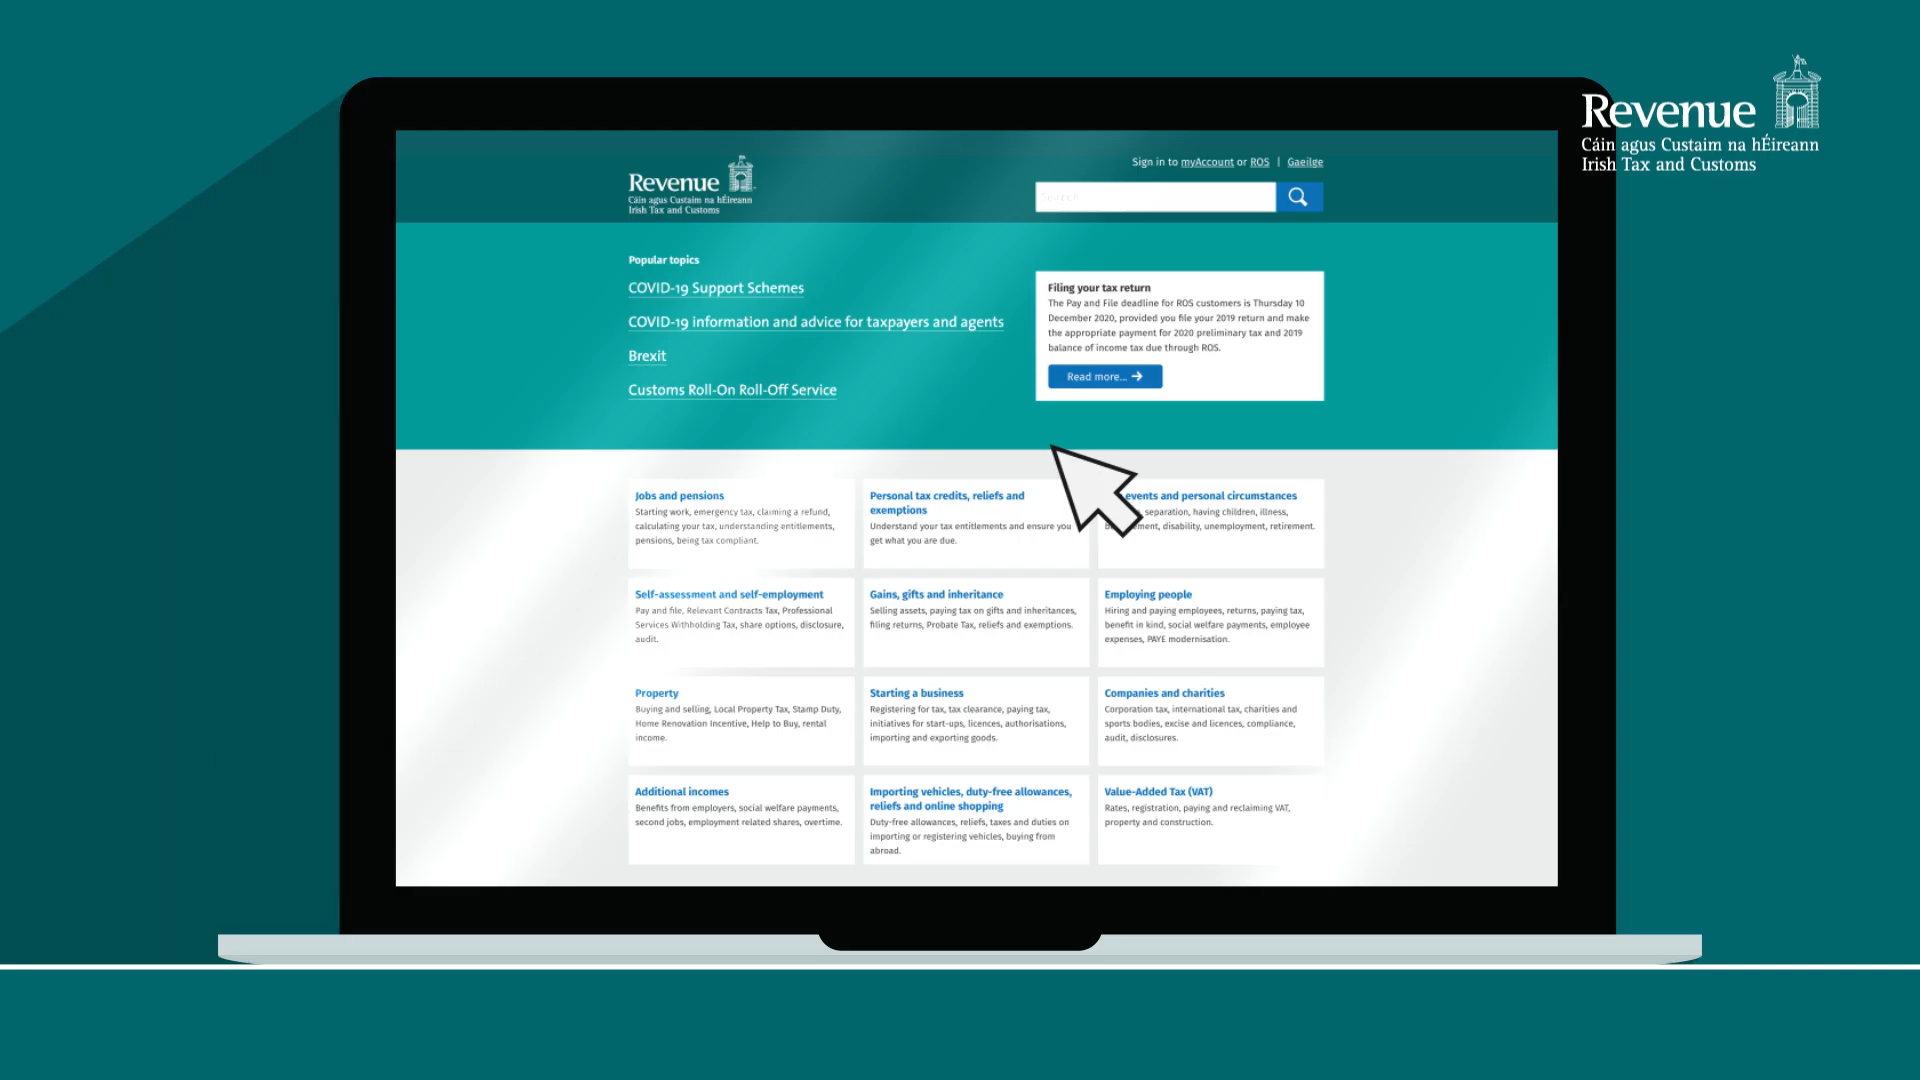 Revenue
Cáin agus Custaim na hÉireann
Irish Tax and Customs
Revenue
Cáin agus Custaim na hÉireann
Irish Tax and Customs
Sign in to myAccount or ROS | Gaeilge
Search
Popular topics
COVID-19 Support Schemes
COVID-19 information and advice for taxpayers and agents
Brexit
Customs Roll-On Roll-Off Service
Filing your tax return
The Pay and File deadline for ROS customers is Thursday 10
December 2020, provided you file your 2019 return and make
the appropriate payment for 2020 preliminary tax and 2019
balance of income tax due through ROS.
Read more...
Jobs and pensions
Starting work, emergency tax, claiming a refund,
calculating your tax, understanding entitlements,
pensions, being tax compliant.
Personal tax credits, reliefs and
exemptions
Understand your tax entitlements and ensure you
get what you are due.
events and personal circumstances
separation, having children, illness,
disability, unemployment, retirement.
Self-assessment and self-employment
Pay and file, Relevant Contracts Tax, Professional
Services Withholding Tax, share options, disclosure,
audit.
Gains, gifts and inheritance
Selling assets, paying tax on gifts and inheritances,
filing returns, Probate Tax, reliefs and exemptions.
Employing people
Hiring and paying employees, returns, paying tax,
benefit in kind, social welfare payments, employee
expenses, PAYE modernisation.
Property
Buying and selling, Local Property Tax, Stamp Duty,
Home Renovation Incentive, Help to Buy, rental
income.
Starting a business
Registering for tax, tax clearance, paying tax,
initiatives for start-ups, licences, authorisations,
importing and exporting goods.
Companies and charities
Corporation tax, international tax, charities and
sports bodies, excise and licences, compliance,
audit, disclosures.
Additional incomes
Benefits from employers, social welfare payments,
second jobs, employment related shares, overtime.
Importing vehicles, duty-free allowances,
reliefs and online shopping
Duty-free allowances, reliefs, taxes and duties on
importing or registering vehicles, buying from
abroad.
Value-Added Tax (VAT)
Rates, registration, paying and reclaiming VAT,
property and construction.